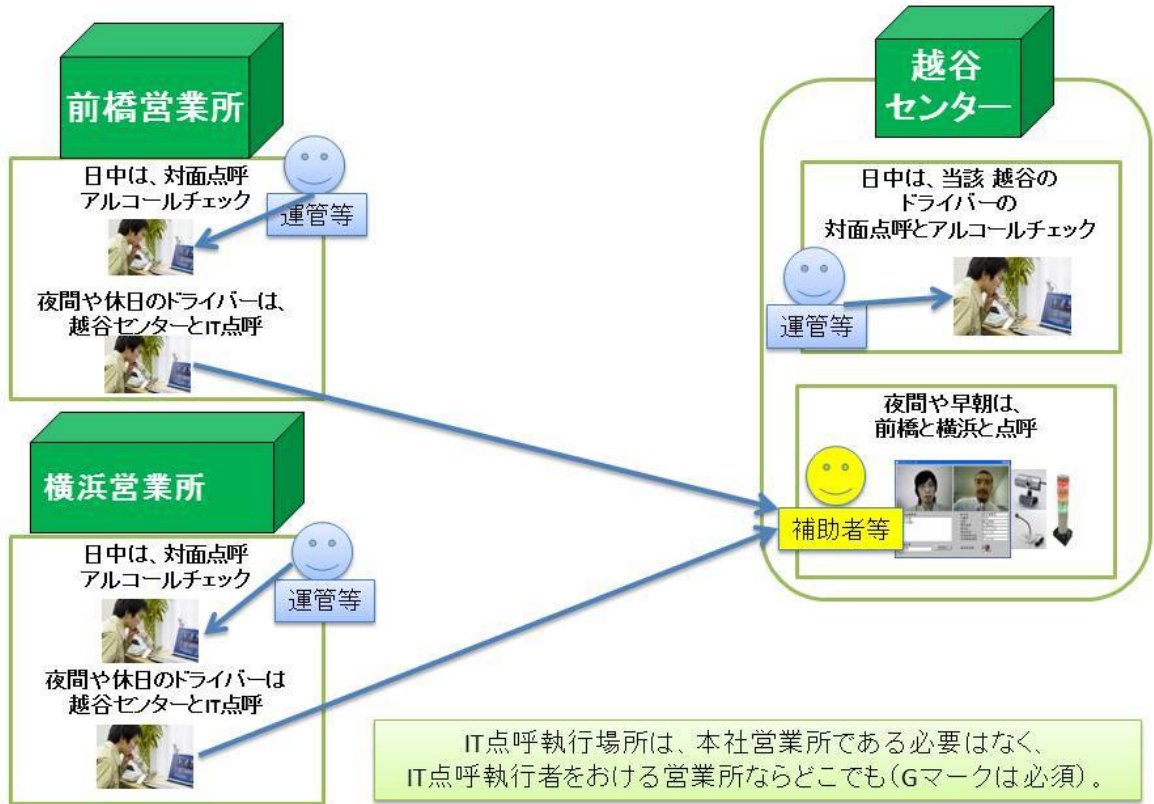 前橋営業所
日中は、対面点呼
アルコールチェック
運管等
夜間や休日のドライバーは、
越谷センターとIT点呼
横浜営業所
日中は、対面点呼
アルコールチェック
運管等
夜間や休日のドライバーは
越谷センターとIT点呼
越谷
センター
日中は、当該 越谷の
ドライバーの
対面点呼とアルコールチェック
運管等
夜間や早朝は、
前橋と横浜と点呼
補助者等
IT点呼執行場所は、本社営業所である必要はなく、
IT点呼執行者をおける営業所ならどこでも(Gマークは必須)。